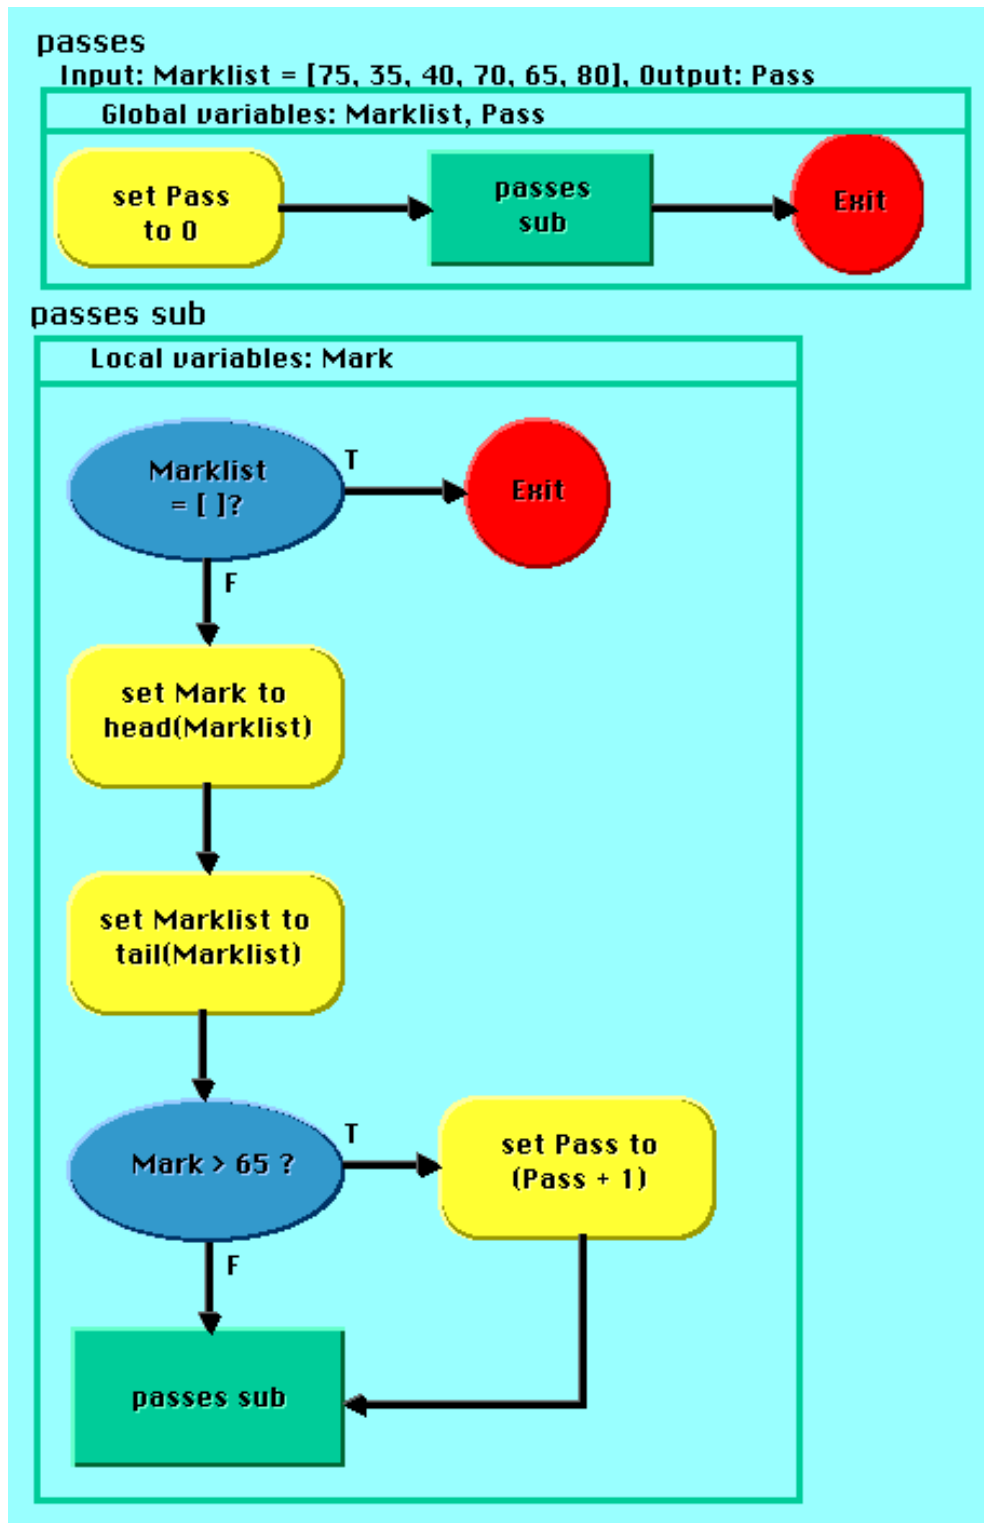 passes
Input: Marklist = [75, 35, 40, 70, 65, 80], Output: Pass
Global variables: Marklist, Pass
set Pass
to 0
passes
sub
Exit
passes sub
Local variables: Mark
Marklist
= [ ]?
T
Exit
F
set Mark to
head(Marklist)
set Marklist to
tail(Marklist)
Mark > 65 ?
T
set Pass to
(Pass + 1)
F
passes sub